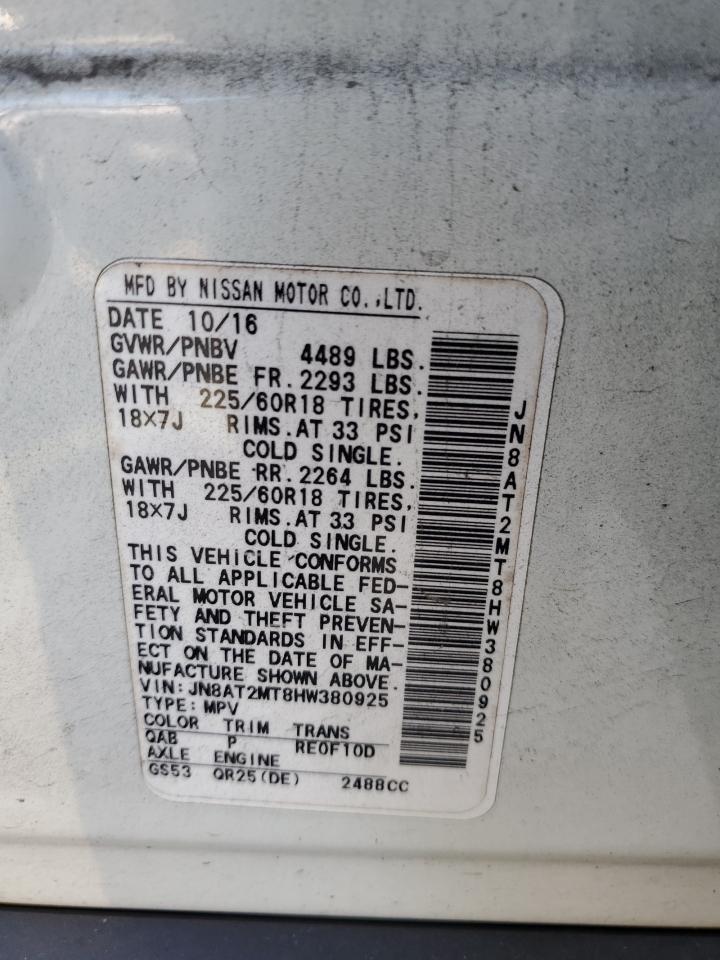 MFD BY NISSAN MOTOR CO.,LTD.
DATE 10/16
GVWR/PNBV 4489 LBS.
GAWR/PNBE FR. 2293 LBS.
WITH 225/60R18 TIRES,
18X7J RIMS.AT 33 PSI
COLD SINGLE.
GAWR/PNBE RR. 2264 LBS.
WITH 225/60R18 TIRES,
18X7J RIMS.AT 33 PSI
COLD SINGLE.
THIS VEHICLE CONFORMS
TO ALL APPLICABLE FED-
ERAL MOTOR VEHICLE SA-
FETY AND THEFT PREVEN-
TION STANDARDS IN EFF-
ECT ON THE DATE OF MA-
NUFACTURE SHOWN ABOVE.
VIN:JN8AT2MT8HW380925
TYPE:MPV
COLOR TRIM TRANS
QAB P RE0F10D
AXLE ENGINE
GS53 QR25(DE) 2488CC
JN8AT2MT8HW380925